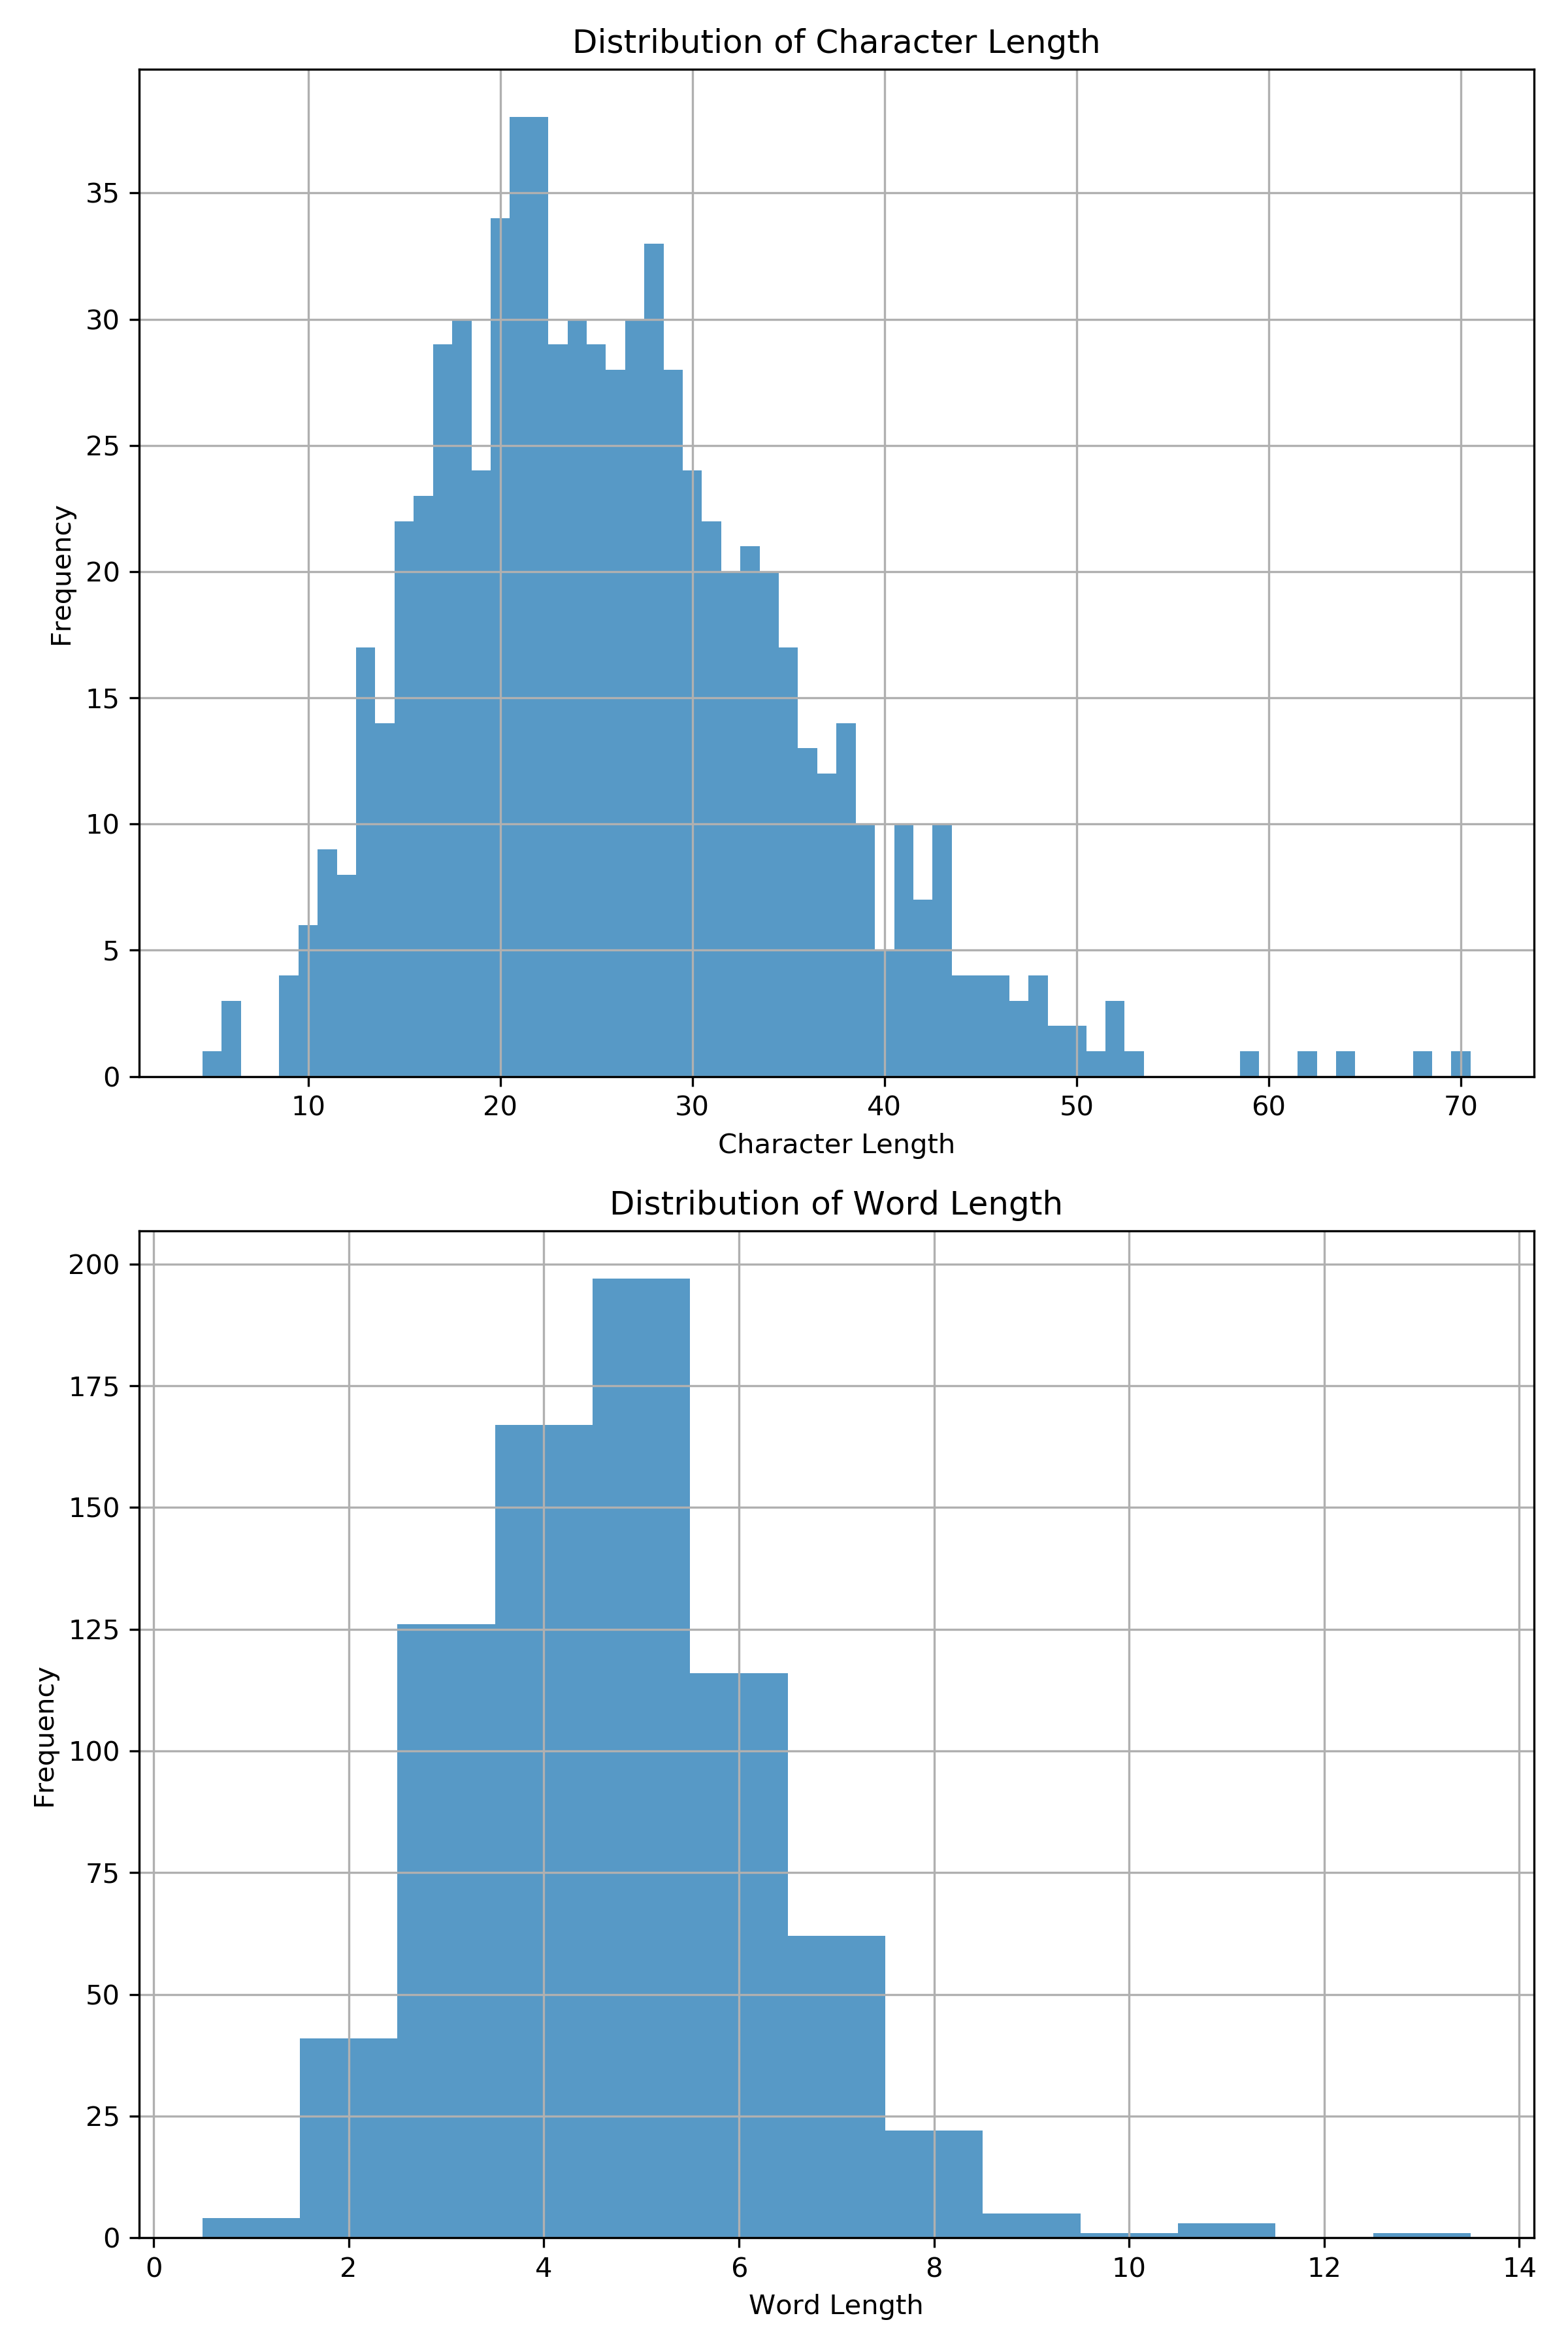 Distribution of Character Length
35
30
25
20
15
10
5
0
Frequency
10 20 30 40 50 60 70
Character Length
Distribution of Word Length
200
175
150
125
100
75
50
25
0
Frequency
0 2 4 6 8 10 12 14
Word Length